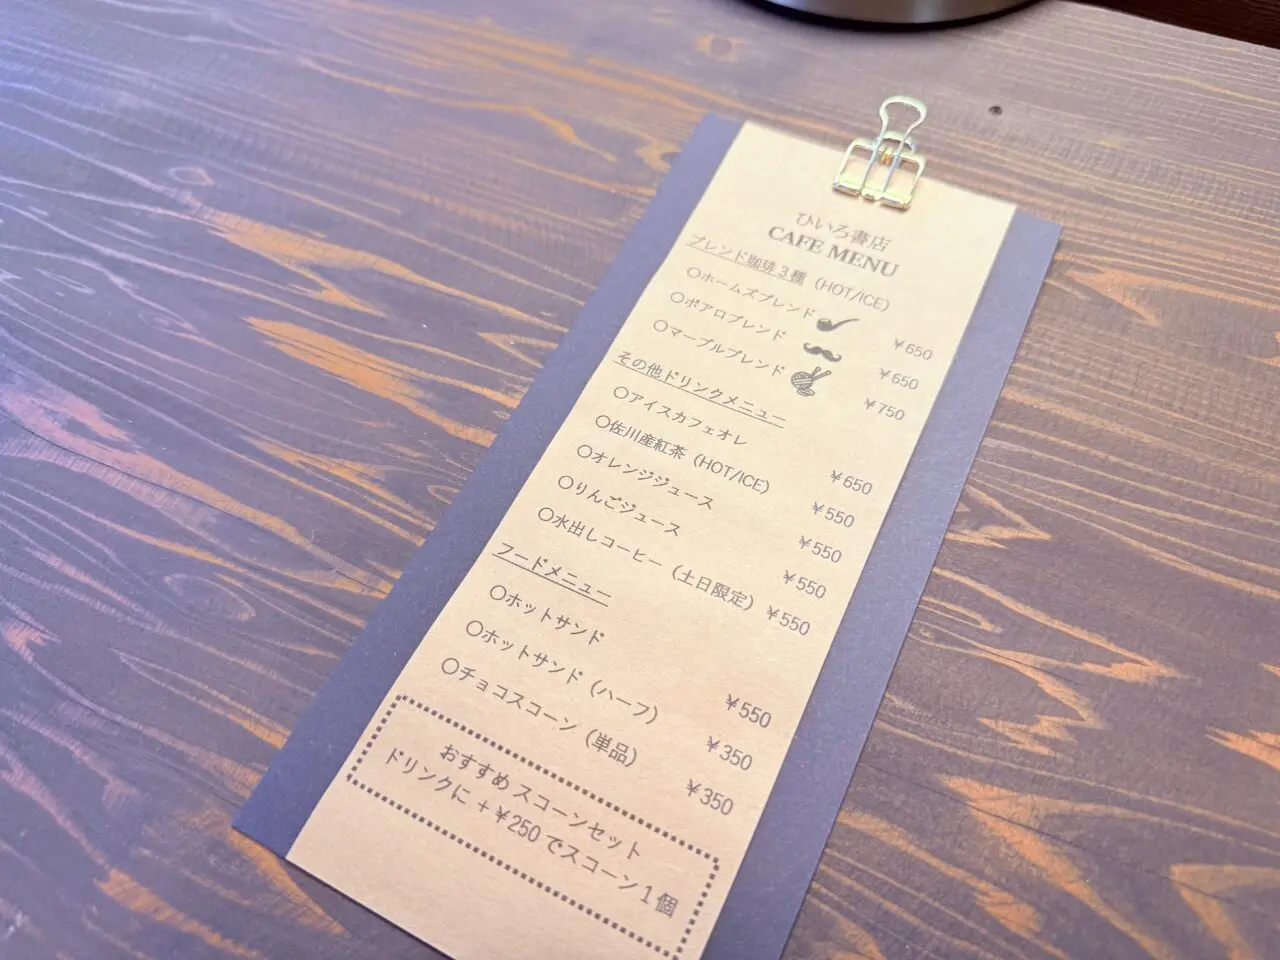 ひいろ書店
CAFE MENU
ブレンド珈琲3種（HOT/ICE）
○ホームズブレンド ￥650
○ポアロブレンド ￥650
○マープルブレンド ￥750
その他ドリンクメニュー
○アイスカフェオレ ￥650
○佐川産紅茶（HOT/ICE） ￥550
○オレンジジュース ￥550
○りんごジュース ￥550
○水出しコーヒー（土日限定） ￥550
フードメニュー
○ホットサンド ￥550
○ホットサンド（ハーフ） ￥350
○チョコスコーン（単品） ￥350
おすすめ スコーンセット
ドリンクに＋￥250でスコーン1個